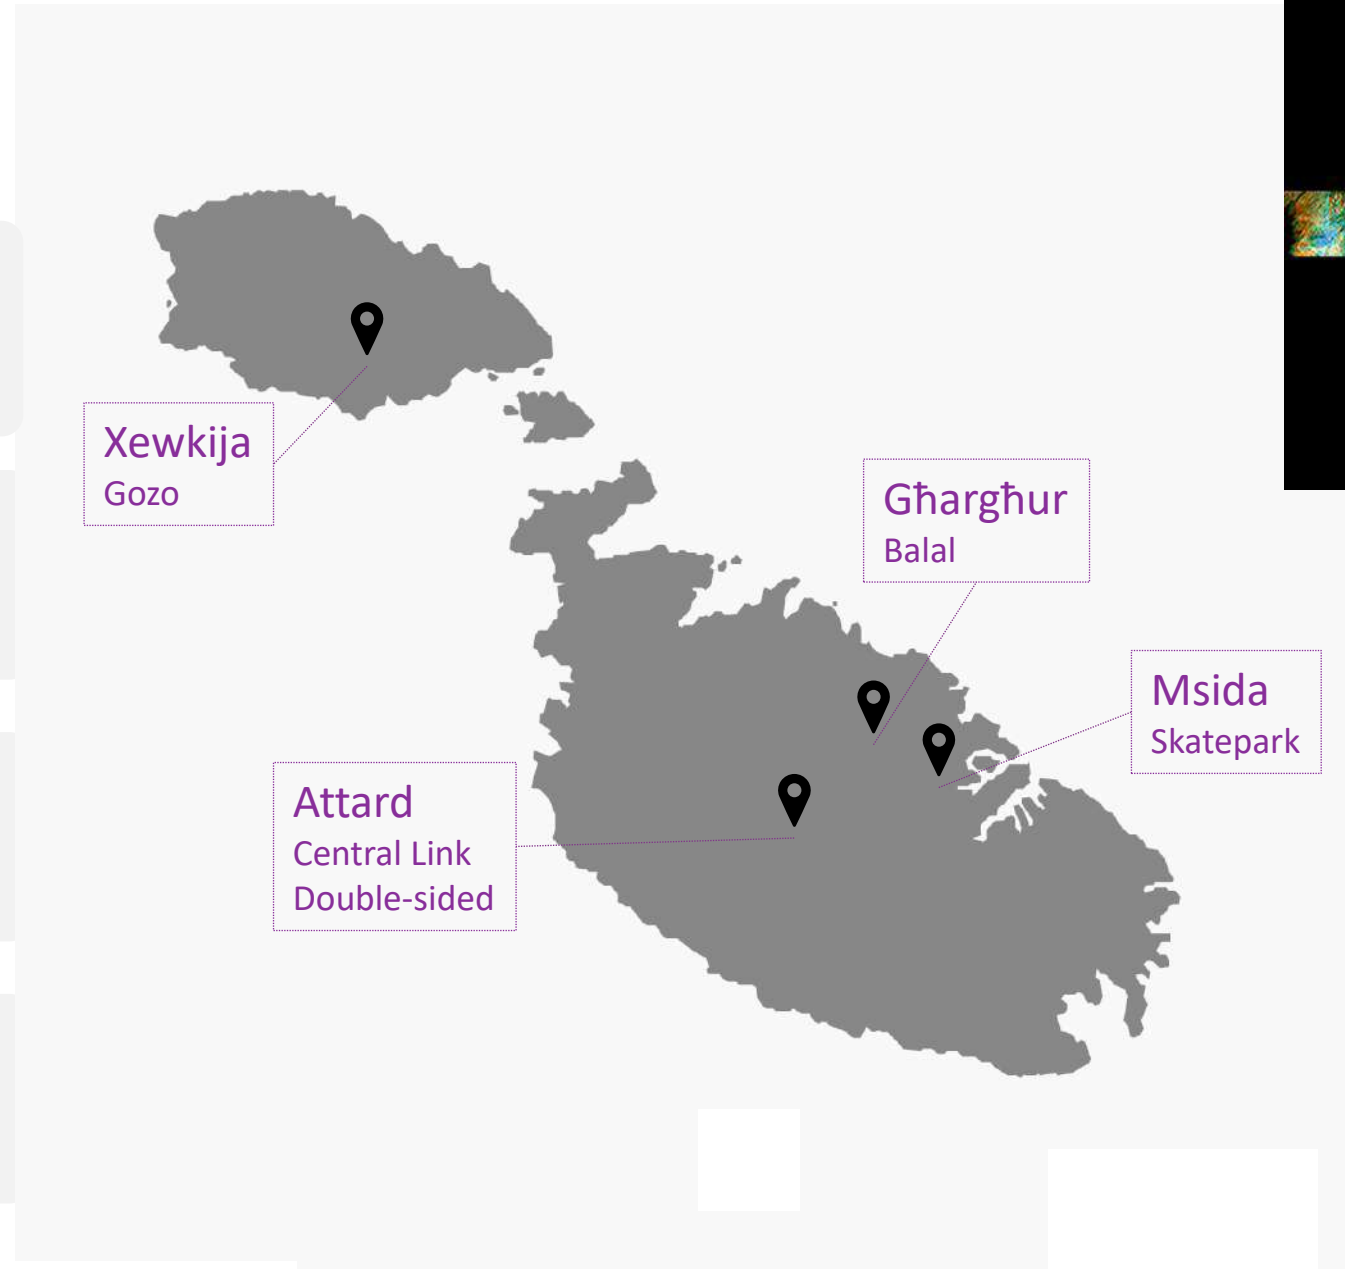 Xewkija
Gozo
Għargħur
Balal
Msida
Skatepark
Attard
Central Link
Double-sided